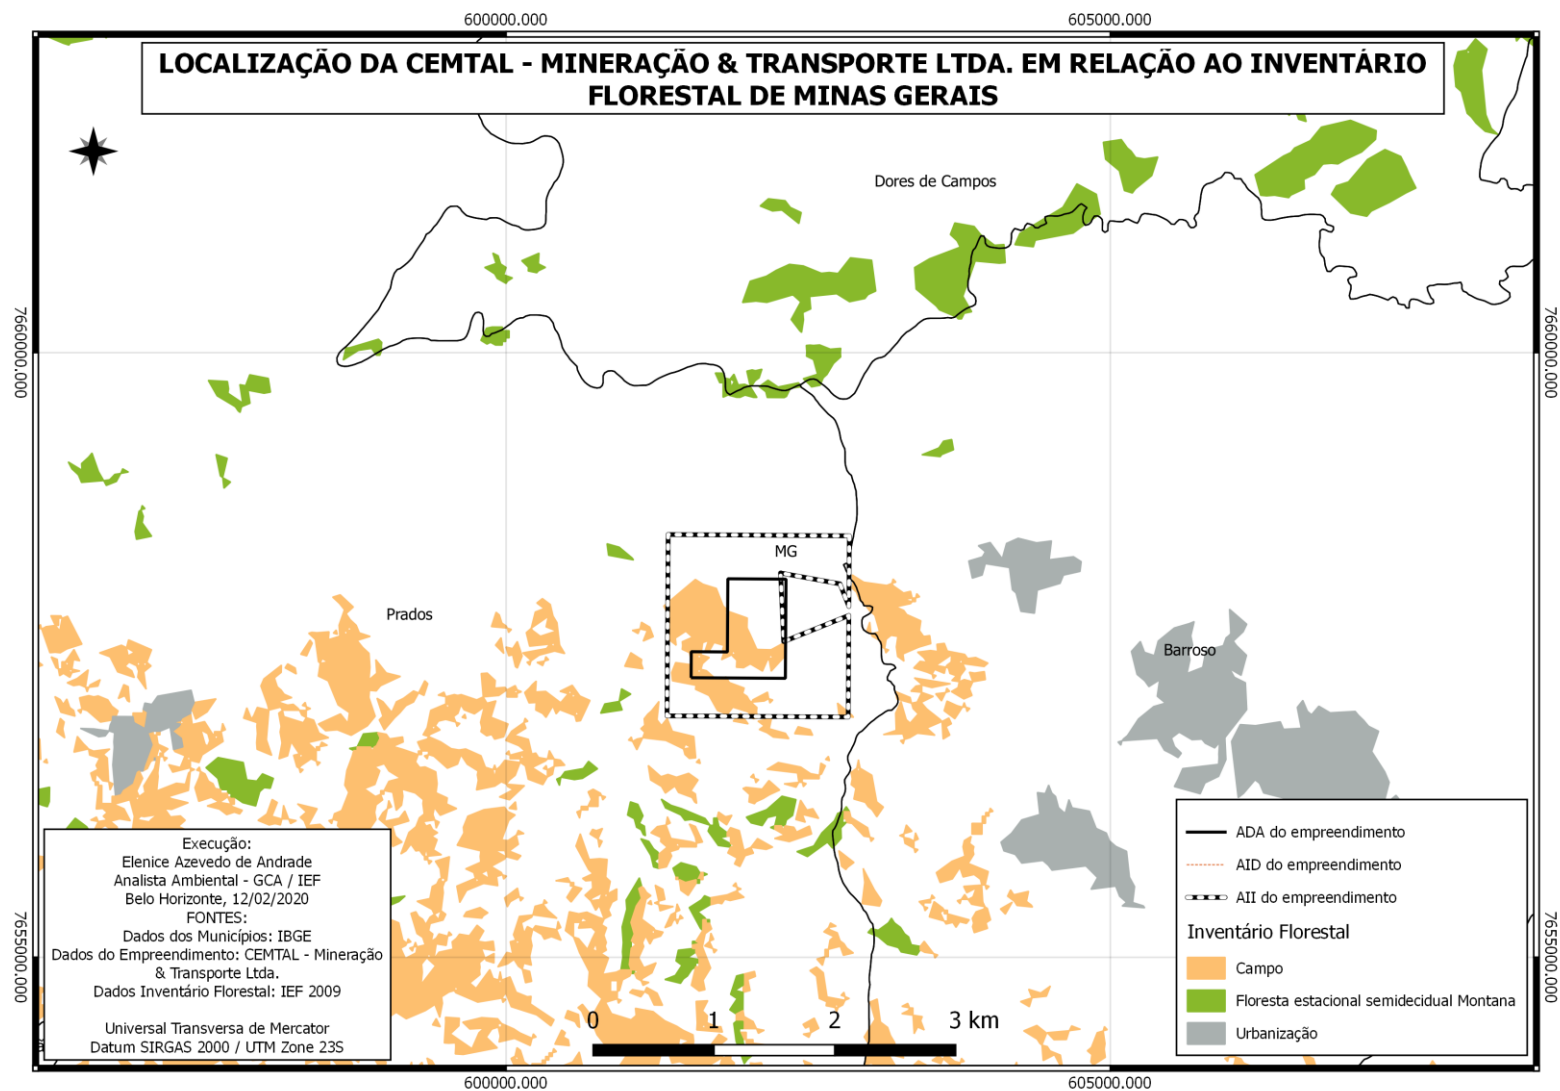 600000.000
605000.000
LOCALIZAÇÃO DA CEMTAL - MINERAÇÃO & TRANSPORTE LTDA. EM RELAÇÃO AO INVENTÁRIO
FLORESTAL DE MINAS GERAIS
Dores de Campos
7660000.000
7660000.000
MG
Prados
Barroso
Execução:
Elenice Azevedo de Andrade
Analista Ambiental - GCA / IEF
Belo Horizonte, 12/02/2020
FONTES:
Dados dos Municípios: IBGE
Dados do Empreendimento: CEMTAL - Mineração
& Transporte Ltda.
Dados Inventário Florestal: IEF 2009
Universal Transversa de Mercator
Datum SIRGAS 2000 / UTM Zone 23S
ADA do empreendimento
AID do empreendimento
AII do empreendimento
Inventário Florestal
Campo
Floresta estacional semidecidual Montana
Urbanização
7655000.000
7655000.000
0 1 2 3 km
600000.000
605000.000